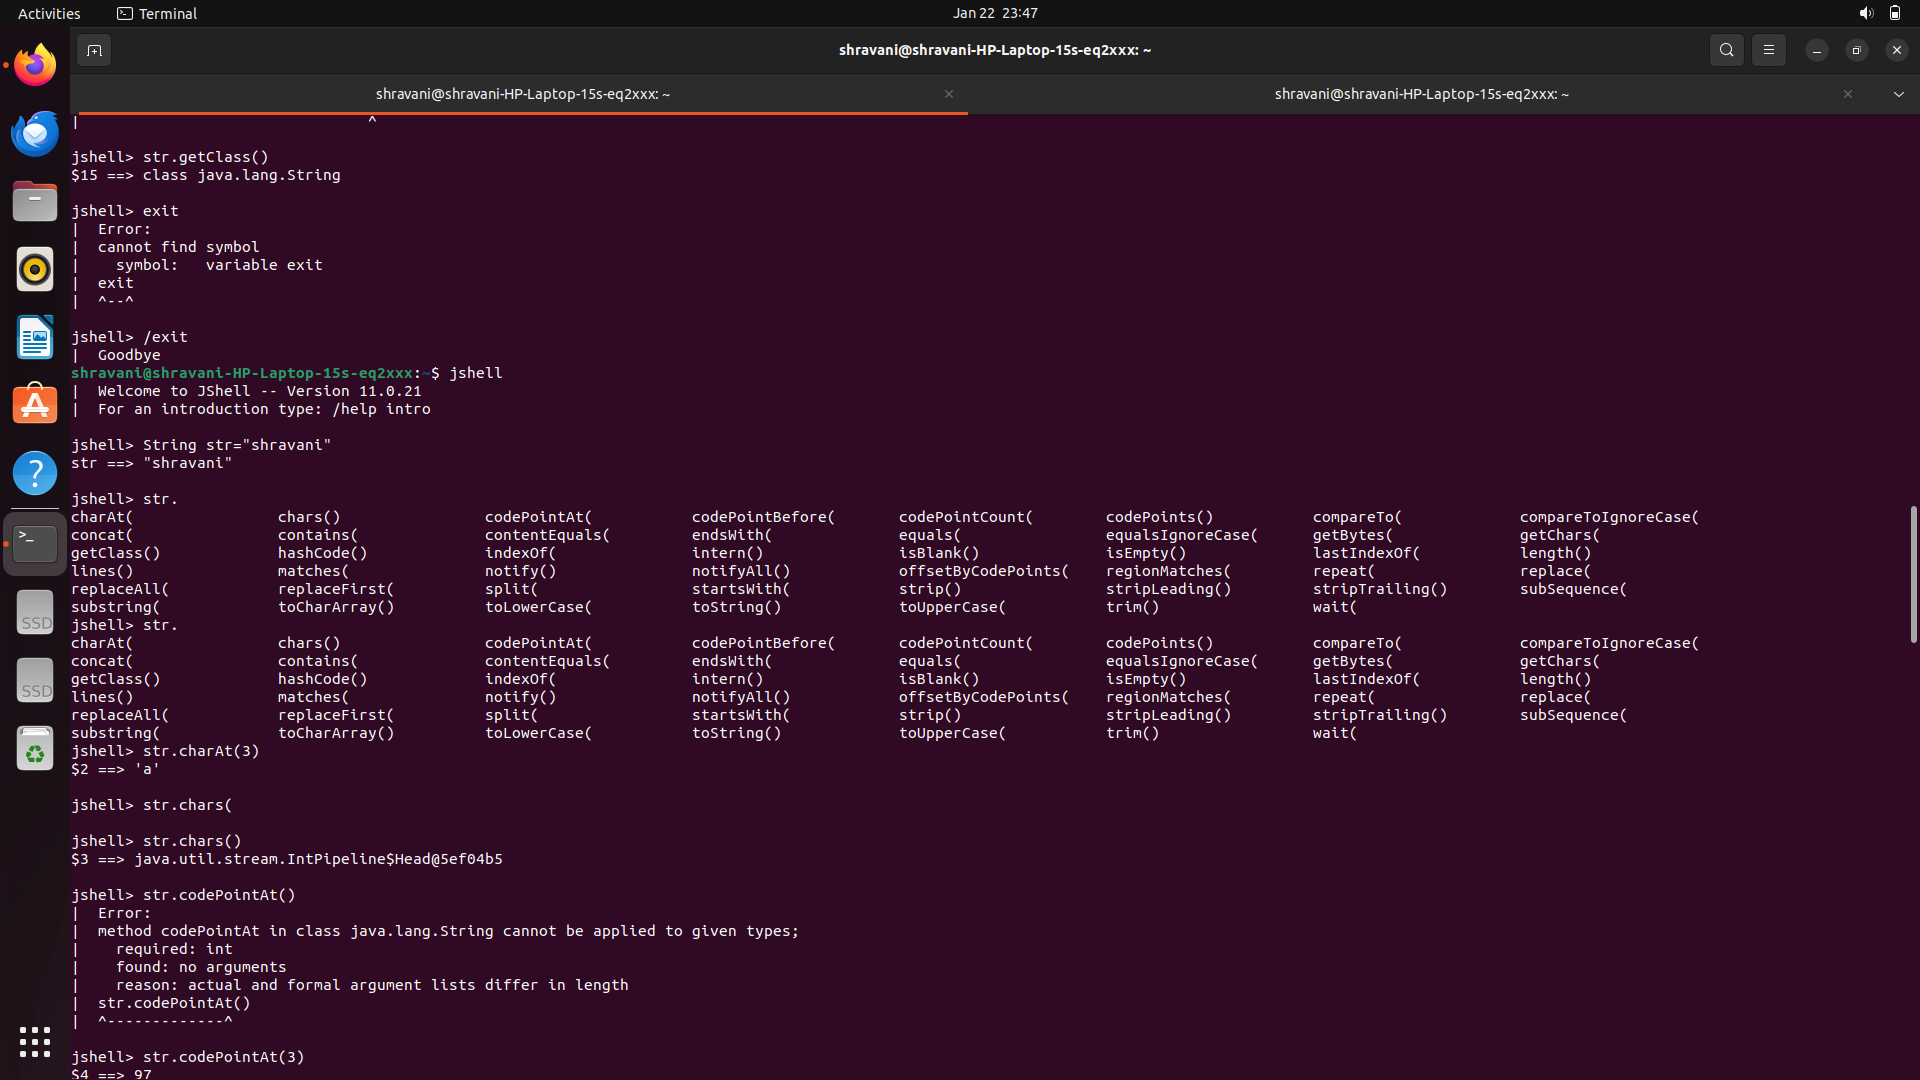 Activities Terminal Jan 22 23:47
shravani@shravani-HP-Laptop-15s-eq2xxx: ~
shravani@shravani-HP-Laptop-15s-eq2xxx: ~ shravani@shravani-HP-Laptop-15s-eq2xxx: ~
| ^
jshell> str.getClass()
$15 ==> class java.lang.String
jshell> exit
| Error:
| cannot find symbol
| symbol: variable exit
| exit
| ^--^
jshell> /exit
| Goodbye
shravani@shravani-HP-Laptop-15s-eq2xxx:~$ jshell
| Welcome to JShell -- Version 11.0.21
| For an introduction type: /help intro
jshell> String str="shravani"
str ==> "shravani"
jshell> str.
charAt( chars() codePointAt( codePointBefore( codePointCount( codePoints() compareTo( compareToIgnoreCase(
concat( contains( contentEquals( endsWith( equals( equalsIgnoreCase( getBytes( getChars(
getClass() hashCode() indexOf( intern() isBlank() isEmpty() lastIndexOf( length()
lines() matches( notify() notifyAll() offsetByCodePoints( regionMatches( repeat( replace(
replaceAll( replaceFirst( split( startsWith( strip() stripLeading() stripTrailing() subSequence(
substring( toCharArray() toLowerCase( toString() toUpperCase( trim() wait(
jshell> str.
charAt( chars() codePointAt( codePointBefore( codePointCount( codePoints() compareTo( compareToIgnoreCase(
concat( contains( contentEquals( endsWith( equals( equalsIgnoreCase( getBytes( getChars(
getClass() hashCode() indexOf( intern() isBlank() isEmpty() lastIndexOf( length()
lines() matches( notify() notifyAll() offsetByCodePoints( regionMatches( repeat( replace(
replaceAll( replaceFirst( split( startsWith( strip() stripLeading() stripTrailing() subSequence(
substring( toCharArray() toLowerCase( toString() toUpperCase( trim() wait(
jshell> str.charAt(3)
$2 ==> 'a'
jshell> str.chars(
jshell> str.chars()
$3 ==> java.util.stream.IntPipeline$Head@5ef04b5
jshell> str.codePointAt()
| Error:
| method codePointAt in class java.lang.String cannot be applied to given types;
| required: int
| found: no arguments
| reason: actual and formal argument lists differ in length
| str.codePointAt()
| ^-------------^
jshell> str.codePointAt(3)
$4 ==> 97
SSD
SSD